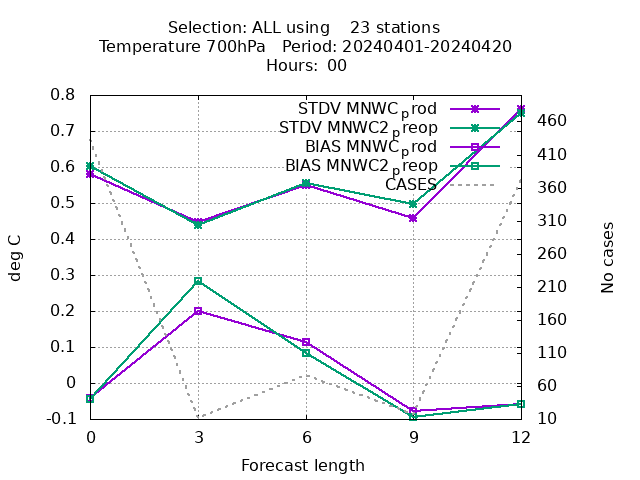 Selection: ALL using 23 stations
Temperature 700hPa Period: 20240401-20240420
Hours: 00
STDV MNWC_prod
STDV MNWC2_preop
BIAS MNWC_prod
BIAS MNWC2_preop
CASES
0.8
0.7
0.6
0.5
0.4
0.3
0.2
0.1
0
-0.1
deg C
460
410
360
310
260
210
160
110
60
10
No cases
0 3 6 9 12
Forecast length